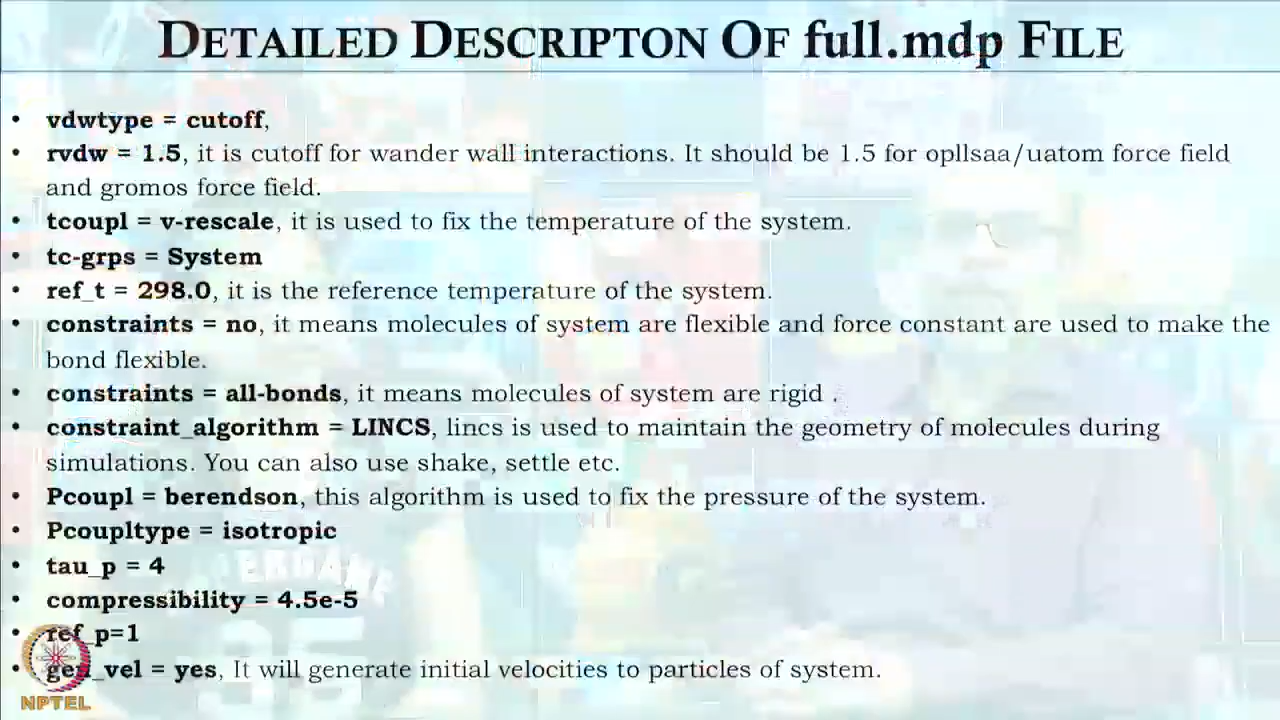 DETAILED DESCRIPTON OF full.mdp FILE
• vdwtype = cutoff,
• rvdw = 1.5, it is cutoff for wander wall interactions. It should be 1.5 for opllsaa/uatom force field
and gromos force field.
• tcoupl = v-rescale, it is used to fix the temperature of the system.
• tc-grps = System
• ref_t = 298.0, it is the reference temperature of the system.
• constraints = no, it means molecules of system are flexible and force constant are used to make the
bond flexible.
• constraints = all-bonds, it means molecules of system are rigid .
• constraint_algorithm = LINCS, lincs is used to maintain the geometry of molecules during
simulations. You can also use shake, settle etc.
• Pcoupl = berendson, this algorithm is used to fix the pressure of the system.
• Pcoupltype = isotropic
• tau_p = 4
• compressibility = 4.5e-5
• ref_p=1
• gen_vel = yes, It will generate initial velocities to particles of system.
NPTEL